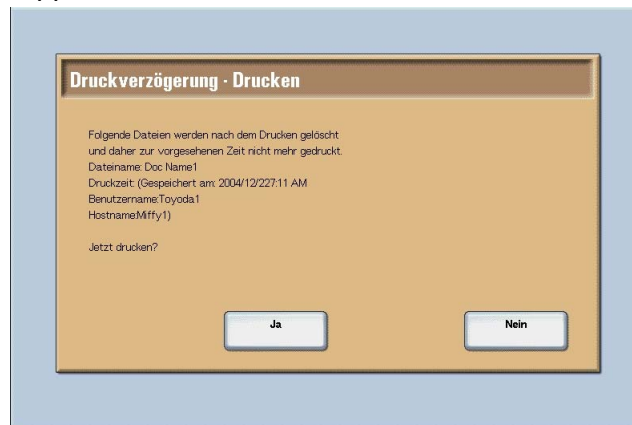 Druckverzögerung - Drucken
Folgende Dateien werden nach dem Drucken gelöscht
und daher zur vorgesehenen Zeit nicht mehr gedruckt.
Dateiname: Doc Name1
Druckzeit: (Gespeichert am: 2004/12/227:11 AM
Benutzername:Toyoda1
Hostname:Miffy1)
Jetzt drucken?
Ja
Nein